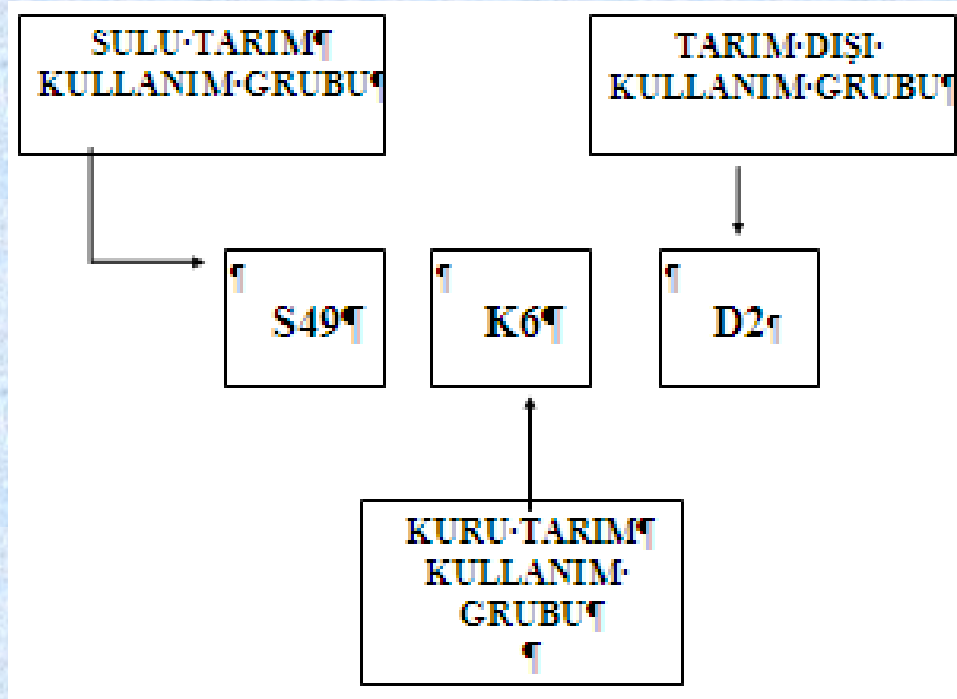 SULU·TARIM¶
KULLANIM·GRUBU¶
TARIM·DIŞI·
KULLANIM·GRUBU¶
¶
S49¶
¶
K6¶
¶
D2¶
KURU·TARIM¶
KULLANIM·
GRUBU¶
¶